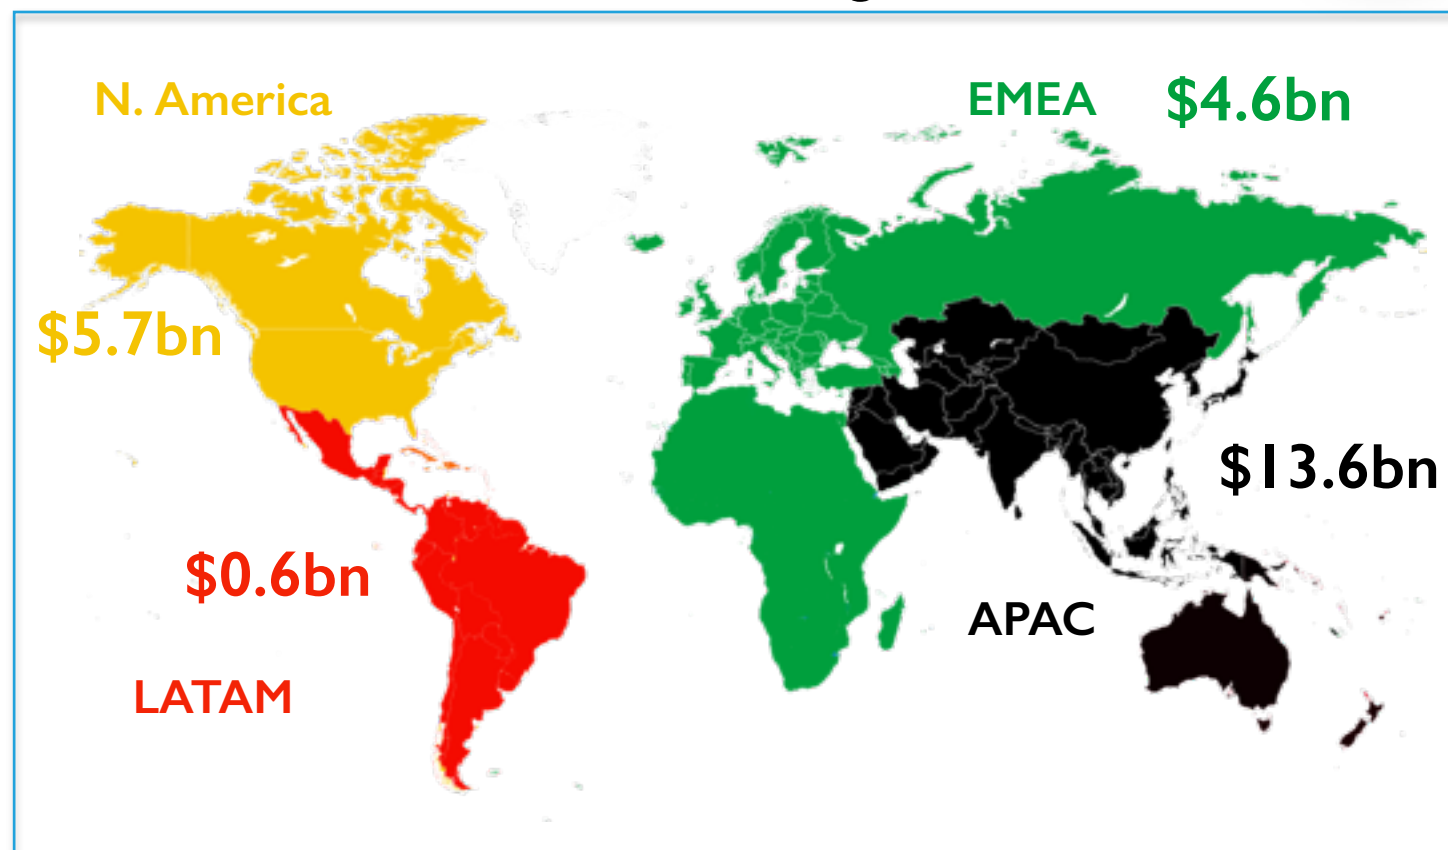 N. America
EMEA $4.6bn
$5.7bn
$13.6bn
$0.6bn
APAC
LATAM